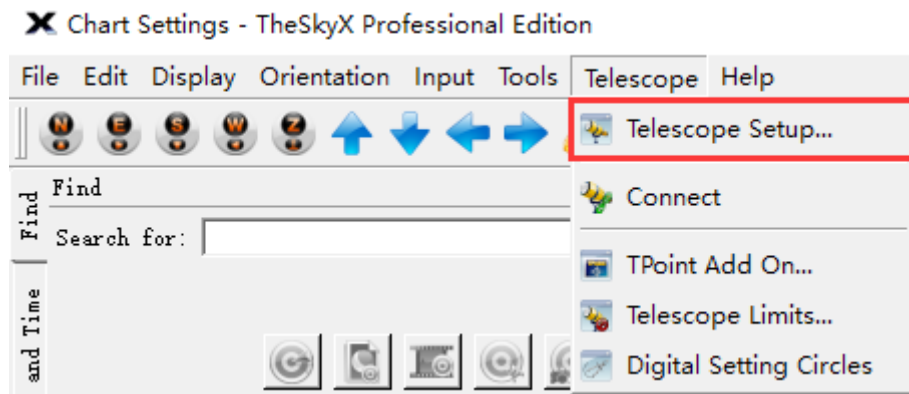 Chart Settings - TheSkyX Professional Edition
File Edit Display Orientation Input Tools Telescope Help
N E S W Z
Telescope Setup...
Find
Find
Search for:
Connect
TPoint Add On...
and Time
Telescope Limits...
Digital Setting Circles